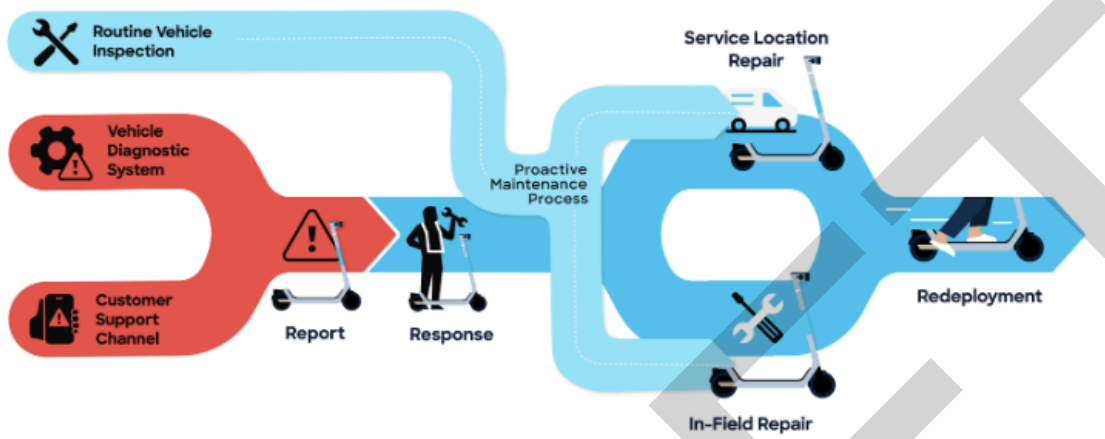 Routine Vehicle
Inspection
Service Location
Repair
Vehicle
Diagnostic
System
Proactive
Maintenance
Process
Customer
Support
Channel
Report
Response
Redeployment
In-Field Repair